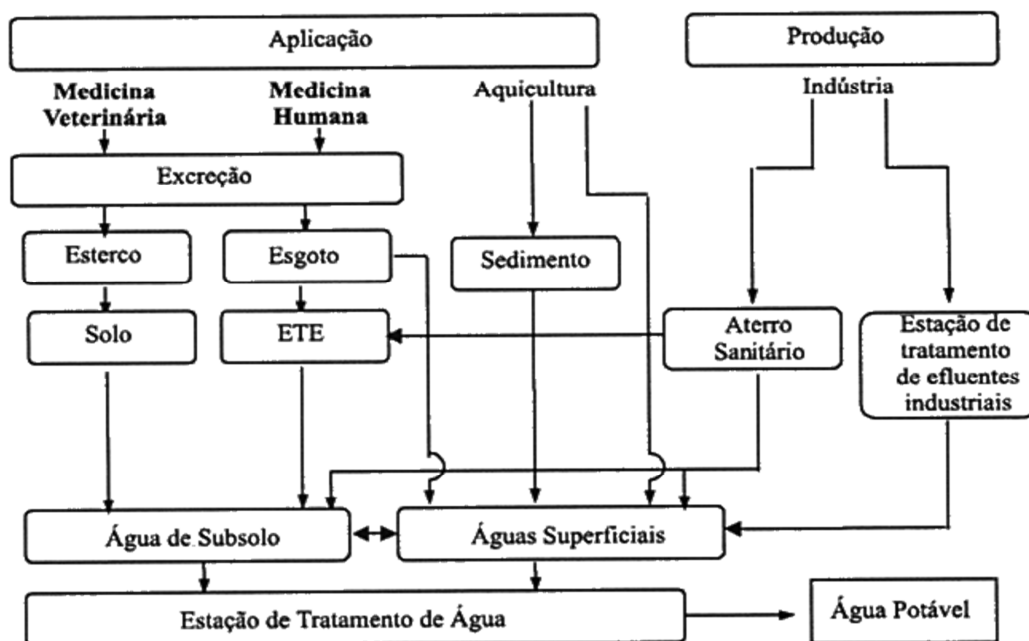 Aplicação
Produção
Medicina
Veterinária
Medicina
Humana
Aquicultura
Indústria
Excreção
Esterco
Esgoto
Sedimento
Solo
ETE
Aterro
Sanitário
Estação de
tratamento
de efluentes
industriais
Água de Subsolo
Águas Superficiais
Estação de Tratamento de Água
Água Potável